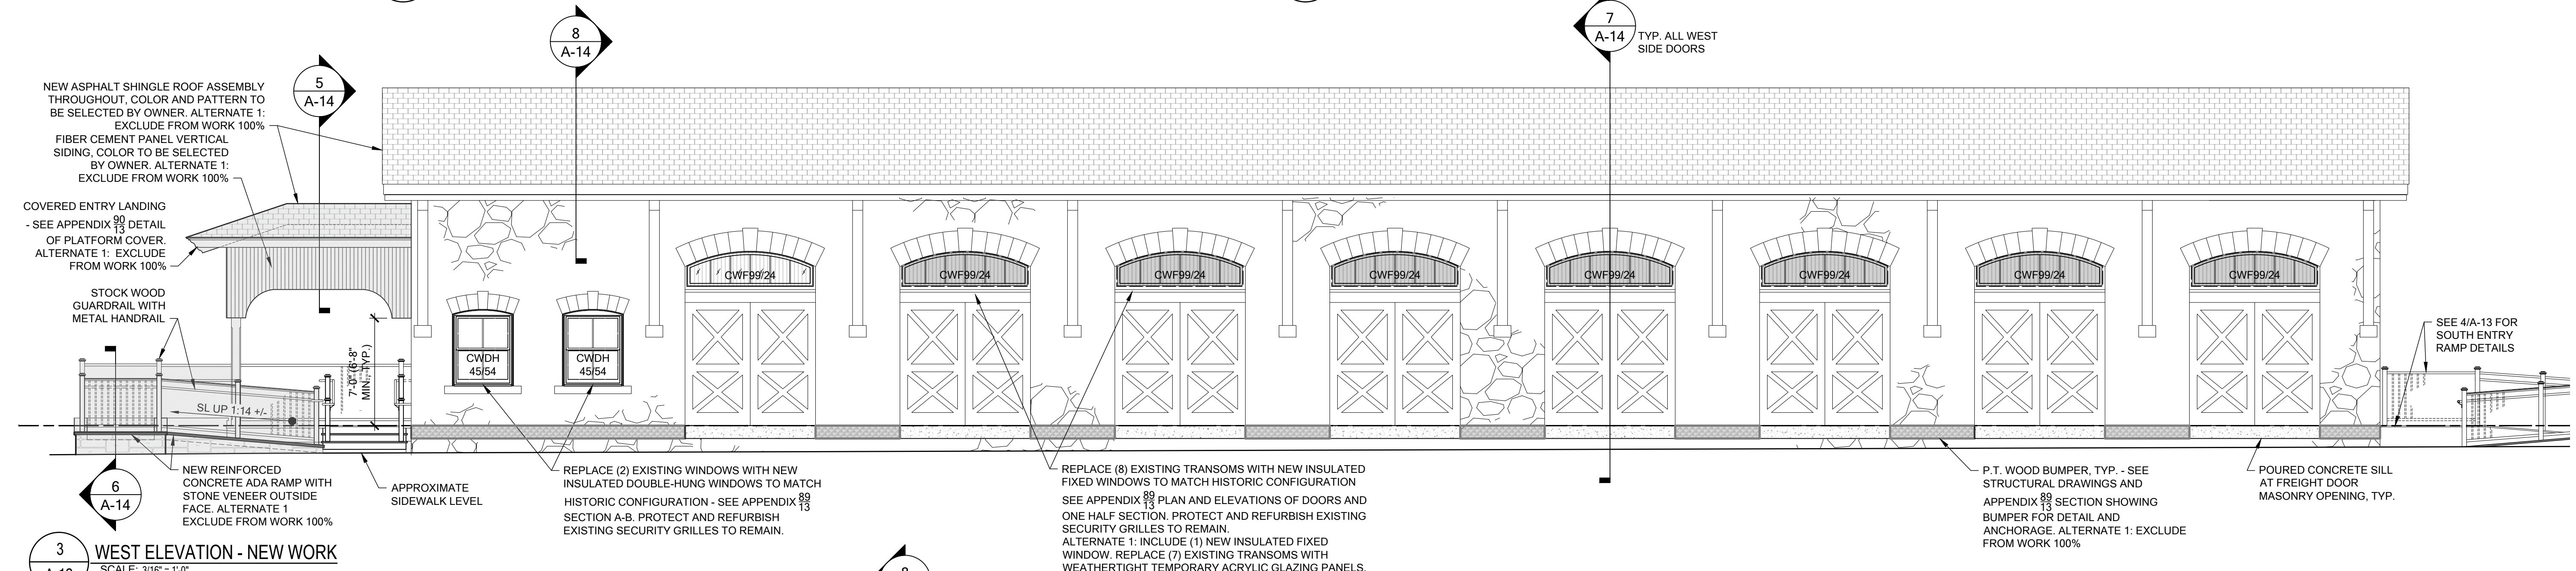 8
A-14
7
A-14
TYP. ALL WEST
SIDE DOORS
5
A-14
NEW ASPHALT SHINGLE ROOF ASSEMBLY
THROUGHOUT, COLOR AND PATTERN TO
BE SELECTED BY OWNER. ALTERNATE 1:
EXCLUDE FROM WORK 100%
FIBER CEMENT PANEL VERTICAL
SIDING, COLOR TO BE SELECTED
BY OWNER. ALTERNATE 1:
EXCLUDE FROM WORK 100%
COVERED ENTRY LANDING
- SEE APPENDIX 90/13 DETAIL
OF PLATFORM COVER.
ALTERNATE 1: EXCLUDE
FROM WORK 100%
STOCK WOOD
GUARDRAIL WITH
METAL HANDRAIL
7'-0" (6'-8"
MIN., TYP.)
SL UP 1:14 +/-
CWF99/24
CWF99/24
CWF99/24
CWF99/24
CWF99/24
CWF99/24
CWF99/24
CWF99/24
CWDH
45/54
CWDH
45/54
SEE 4/A-13 FOR
SOUTH ENTRY
RAMP DETAILS
6
A-14
NEW REINFORCED
CONCRETE ADA RAMP WITH
STONE VENEER OUTSIDE
FACE. ALTERNATE 1
EXCLUDE FROM WORK 100%
APPROXIMATE
SIDEWALK LEVEL
REPLACE (2) EXISTING WINDOWS WITH NEW
INSULATED DOUBLE-HUNG WINDOWS TO MATCH
HISTORIC CONFIGURATION - SEE APPENDIX 89/13
SECTION A-B. PROTECT AND REFURBISH
EXISTING SECURITY GRILLES TO REMAIN.
REPLACE (8) EXISTING TRANSOMS WITH NEW INSULATED
FIXED WINDOWS TO MATCH HISTORIC CONFIGURATION
SEE APPENDIX 89/13 PLAN AND ELEVATIONS OF DOORS AND
ONE HALF SECTION. PROTECT AND REFURBISH EXISTING
SECURITY GRILLES TO REMAIN.
ALTERNATE 1: INCLUDE (1) NEW INSULATED FIXED
WINDOW. REPLACE (7) EXISTING TRANSOMS WITH
WEATHERTIGHT TEMPORARY ACRYLIC GLAZING PANELS.
P.T. WOOD BUMPER, TYP. - SEE
STRUCTURAL DRAWINGS AND
APPENDIX 89/13 SECTION SHOWING
BUMPER FOR DETAIL AND
ANCHORAGE. ALTERNATE 1: EXCLUDE
FROM WORK 100%
POURED CONCRETE SILL
AT FREIGHT DOOR
MASONRY OPENING, TYP.
3
WEST ELEVATION - NEW WORK
SCALE: 3/16" = 1'-0"